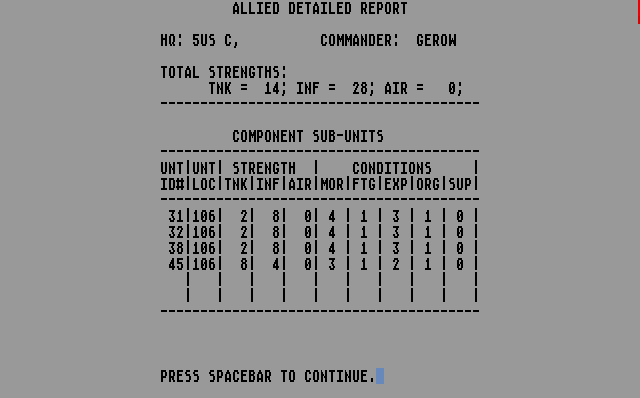 ALLIED DETAILED REPORT
HQ: 5US C,          COMMANDER:  GEROW
TOTAL STRENGTHS:
TNK =  14; INF =  28; AIR =   0;
----------------------------------------
COMPONENT SUB-UNITS
----------------------------------------
UNT|UNT|  STRENGTH  |    CONDITIONS     |
ID#|LOC|TNK|INF|AIR|MOR|FTG|EXP|ORG|SUP|
----------------------------------------
31|106|  2|  8|  0| 4 | 1 | 3 | 1 | 0 |
32|106|  2|  8|  0| 4 | 1 | 3 | 1 | 0 |
38|106|  2|  8|  0| 4 | 1 | 3 | 1 | 0 |
45|106|  8|  4|  0| 3 | 1 | 2 | 1 | 0 |
|   |   |   |   |   |   |   |   |   |
|   |   |   |   |   |   |   |   |   |
----------------------------------------
PRESS SPACEBAR TO CONTINUE.